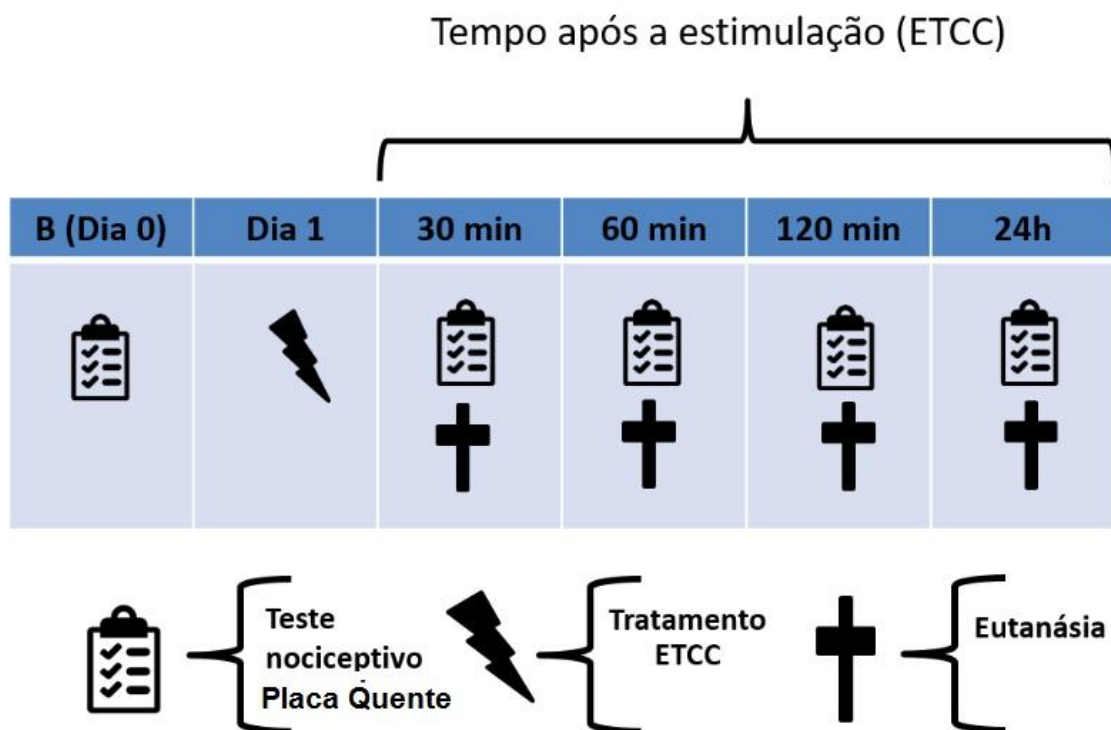 Tempo após a estimulação (ETCC)
B (Dia 0) Dia 1 30 min 60 min 120 min 24h
Teste
nociceptivo
Placa Quente
Tratamento
ETCC
Eutanásia